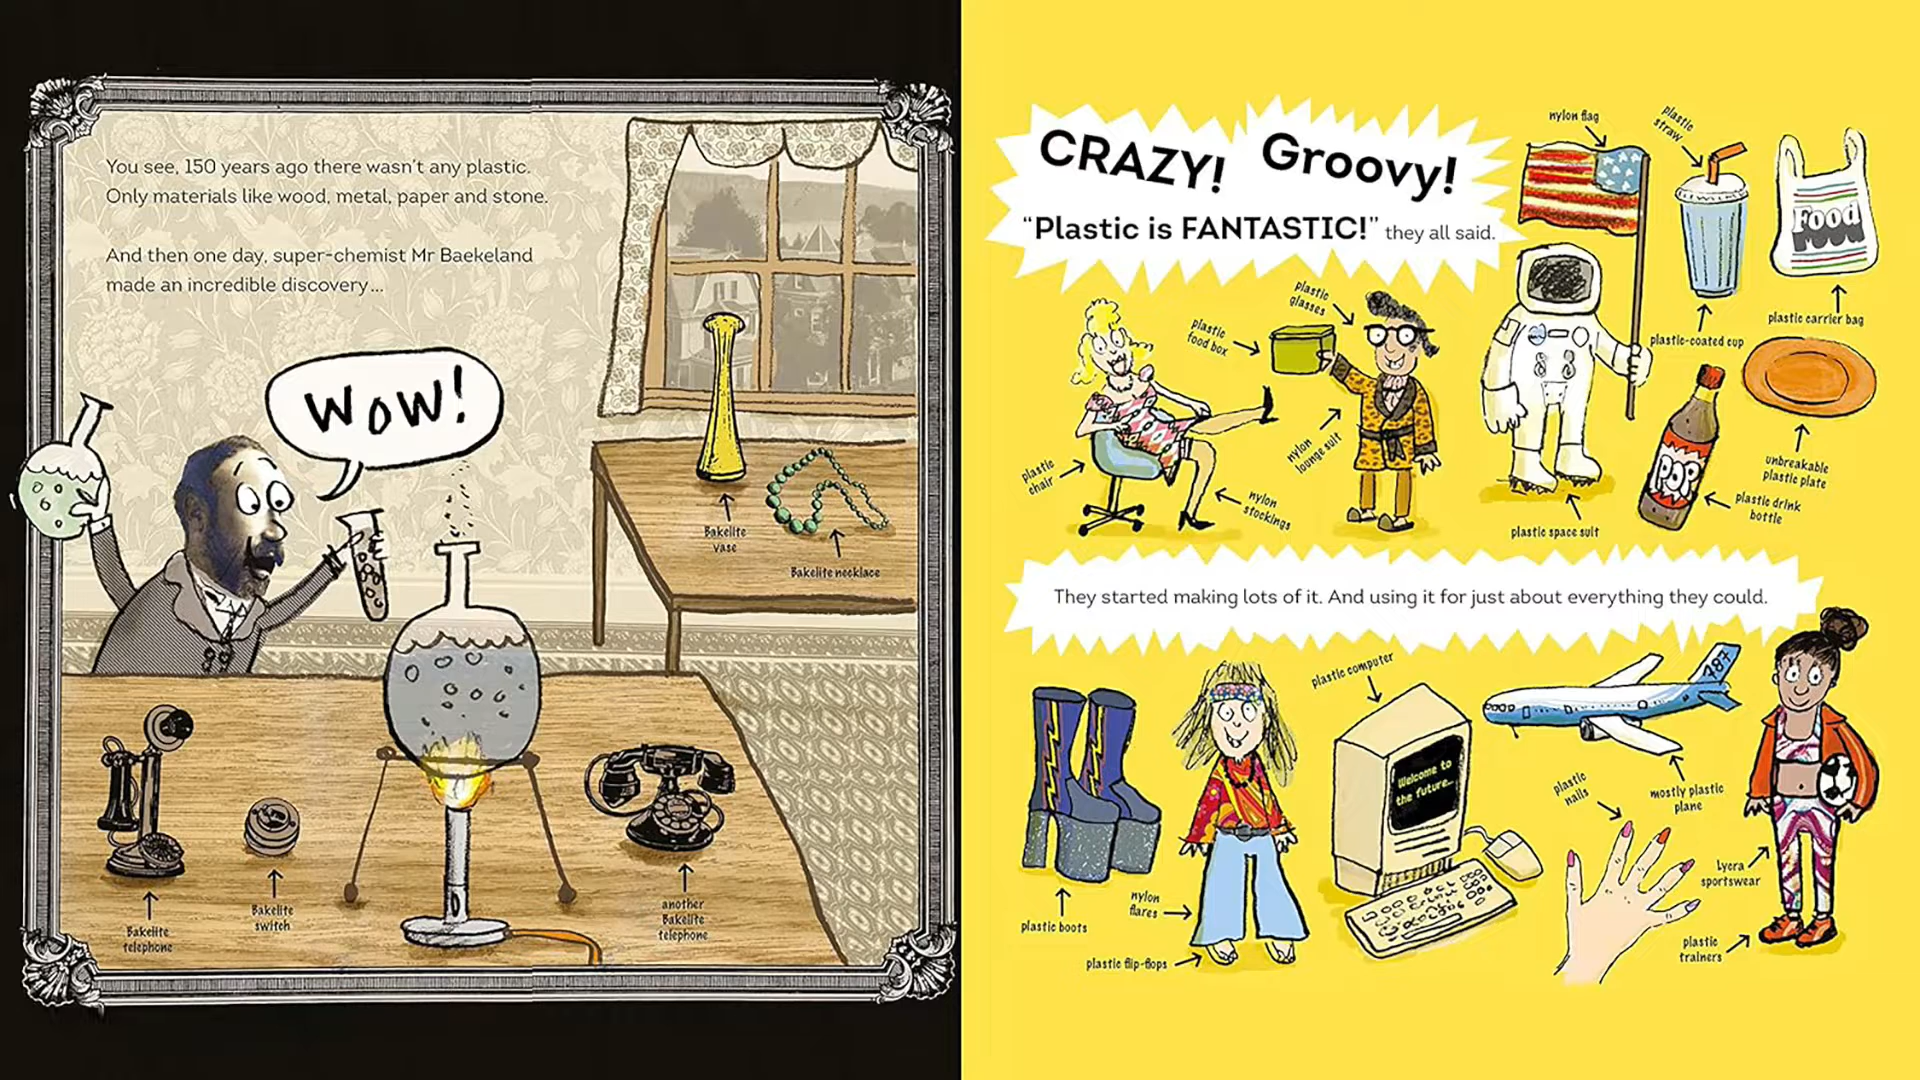 You see, 150 years ago there wasn't any plastic.
Only materials like wood, metal, paper and stone.
And then one day, super-chemist Mr Baekeland
made an incredible discovery...
WOW!
Bakelite
vase
Bakelite necklace
Bakelite
telephone
Bakelite
switch
another
Bakelite
telephone
CRAZY! Groovy!
"Plastic is FANTASTIC!" they all said.
nylon flag
plastic
straw
Food
plastic carrier bag
plastic-coated cup
plastic
glasses
plastic
food box
plastic
chair
nylon
stockings
nylon
lounge suit
plastic space suit
POP
plastic drink
bottle
unbreakable
plastic plate
They started making lots of it. And using it for just about everything they could.
plastic boots
nylon
flares
plastic flip-flops
plastic computer
Welcome to
the future...
787
mostly plastic
plane
plastic
nails
Lycra
sportswear
plastic
trainers